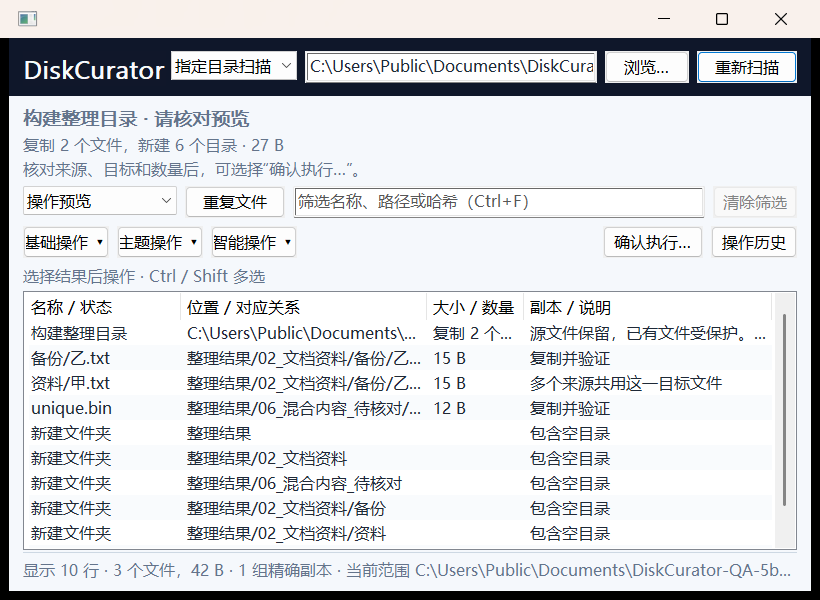 DiskCurator 指定目录扫描 C:\Users\Public\Documents\DiskCura 浏览... 重新扫描
构建整理目录 · 请核对预览
复制 2 个文件，新建 6 个目录 · 27 B
核对来源、目标和数量后，可选择“确认执行...”。
操作预览 重复文件 筛选名称、路径或哈希（Ctrl+F） 清除筛选
基础操作 ▾ 主题操作 ▾ 智能操作 ▾ 确认执行... 操作历史
选择结果后操作 · Ctrl / Shift 多选
名称 / 状态 位置 / 对应关系 大小 / 数量 副本 / 说明
构建整理目录 C:\Users\Public\Documents\... 复制 2 个... 源文件保留，已有文件受保护。...
备份/乙.txt 整理结果/02_文档资料/备份/乙... 15 B 复制并验证
资料/甲.txt 整理结果/02_文档资料/备份/乙... 15 B 多个来源共用这一目标文件
unique.bin 整理结果/06_混合内容_待核对/... 12 B 复制并验证
新建文件夹 整理结果 包含空目录
新建文件夹 整理结果/02_文档资料 包含空目录
新建文件夹 整理结果/06_混合内容_待核对 包含空目录
新建文件夹 整理结果/02_文档资料/备份 包含空目录
新建文件夹 整理结果/02_文档资料/资料 包含空目录
显示 10 行 · 3 个文件，42 B · 1 组精确副本 · 当前范围 C:\Users\Public\Documents\DiskCurator-QA-5b...